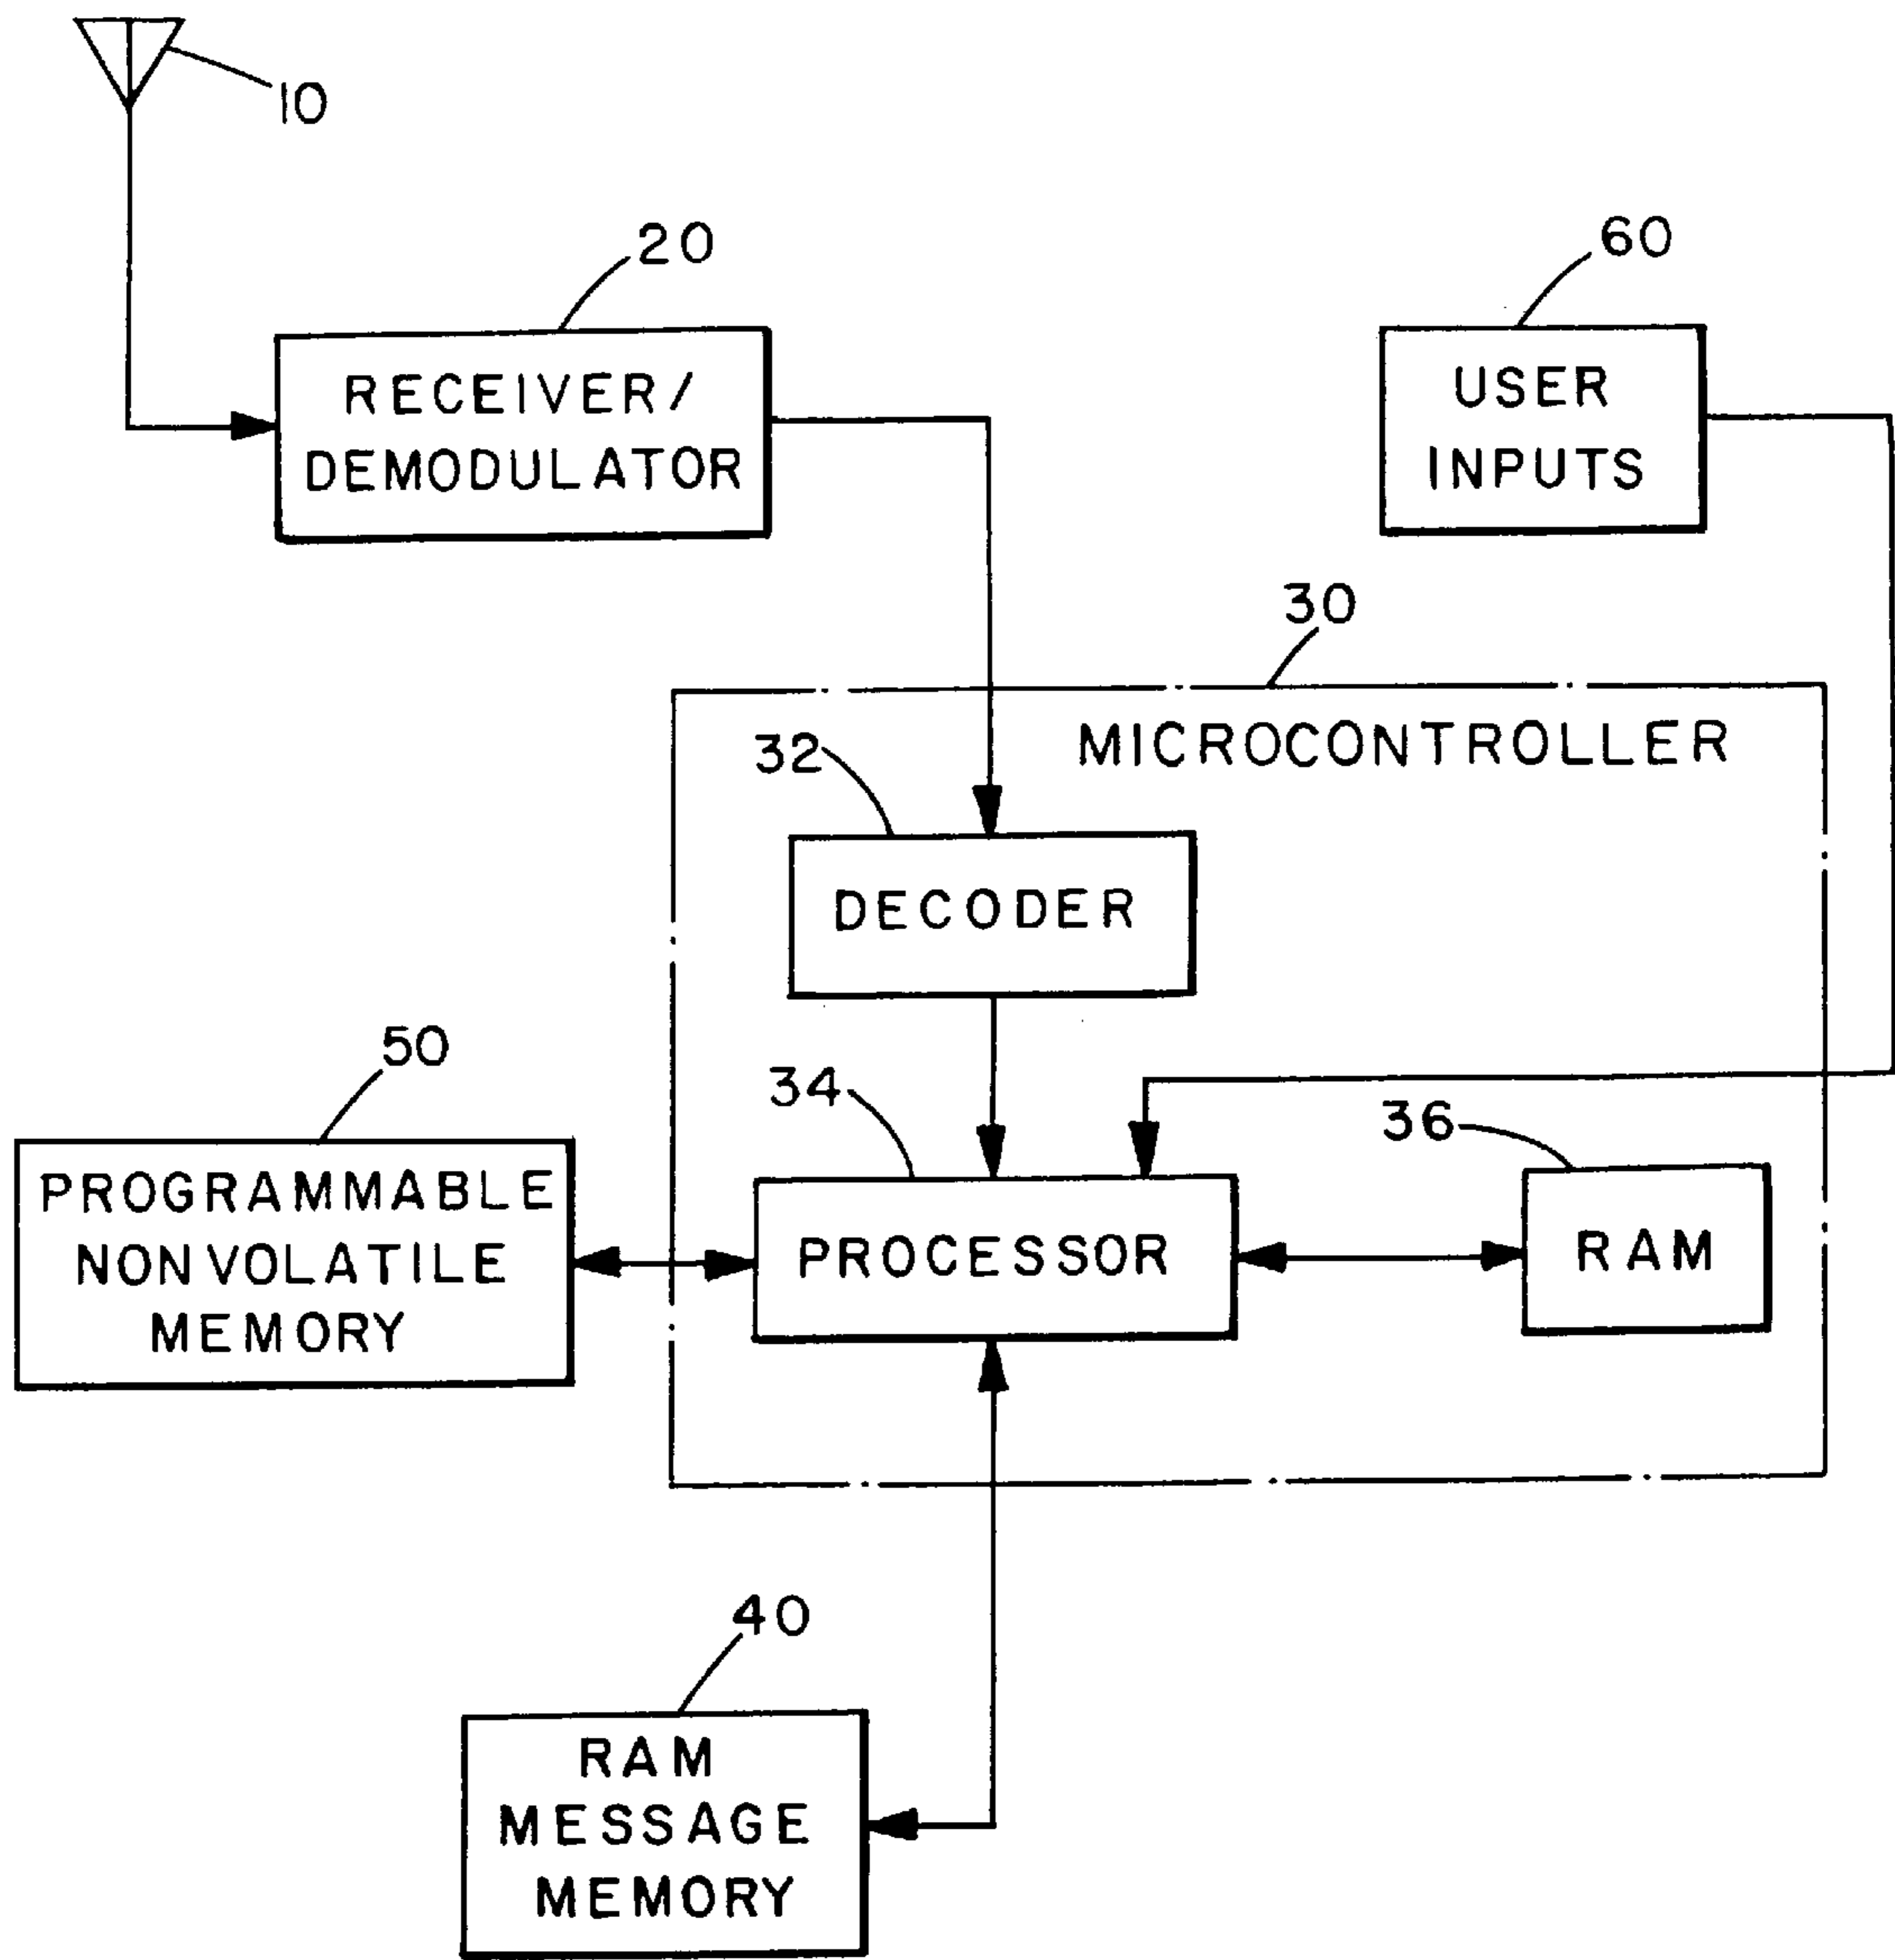 10
20
RECEIVER/
DEMODULATOR
60
USER
INPUTS
30
MICROCONTROLLER
32
DECODER
50
PROGRAMMABLE
NONVOLATILE
MEMORY
34
PROCESSOR
36
RAM
40
RAM
MESSAGE
MEMORY